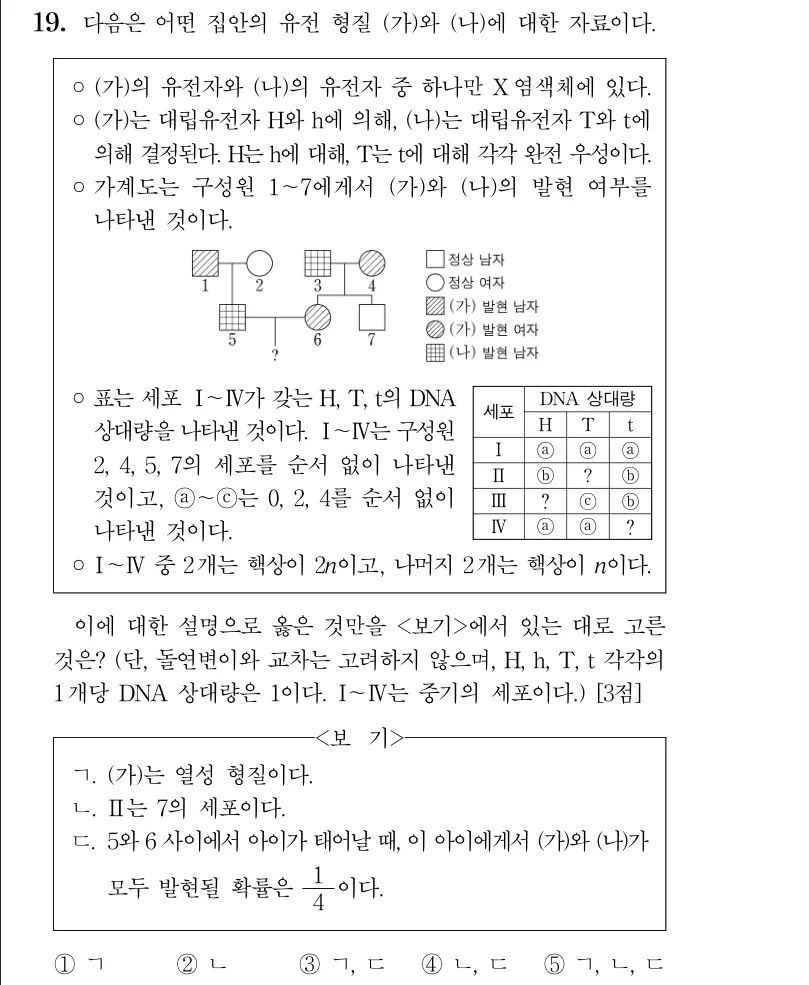 19. 다음은 어떤 집안의 유전 형질 (가)와 (나)에 대한 자료이다.
○ (가)의 유전자와 (나)의 유전자 중 하나만 X 염색체에 있다.
○ (가)는 대립유전자 H와 h에 의해, (나)는 대립유전자 T와 t에
의해 결정된다. H는 h에 대해, T는 t에 대해 각각 완전 우성이다.
○ 가계도는 구성원 1~7에게서 (가)와 (나)의 발현 여부를
나타낸 것이다.
1 2 3 4
5 6 7
?
정상 남자
정상 여자
(가) 발현 남자
(가) 발현 여자
(나) 발현 남자
○ 표는 세포 Ⅰ~Ⅳ가 갖는 H, T, t의 DNA
상대량을 나타낸 것이다. Ⅰ~Ⅳ는 구성원
2, 4, 5, 7의 세포를 순서 없이 나타낸
것이고, ⓐ~ⓒ는 0, 2, 4를 순서 없이
나타낸 것이다.
세포 DNA 상대량
H T t
Ⅰ ⓐ ⓐ ⓐ
Ⅱ ⓑ ? ⓑ
Ⅲ ? ⓒ ⓑ
Ⅳ ⓐ ⓐ ?
○ Ⅰ~Ⅳ 중 2개는 핵상이 2n이고, 나머지 2개는 핵상이 n이다.
이에 대한 설명으로 옳은 것만을 <보기>에서 있는 대로 고른
것은? (단, 돌연변이와 교차는 고려하지 않으며, H, h, T, t 각각의
1개당 DNA 상대량은 1이다. Ⅰ~Ⅳ는 중기의 세포이다.) [3점]
<보 기>
ㄱ. (가)는 열성 형질이다.
ㄴ. Ⅱ는 7의 세포이다.
ㄷ. 5와 6 사이에서 아이가 태어날 때, 이 아이에게서 (가)와 (나)가
모두 발현될 확률은 1/4이다.
① ㄱ ② ㄴ ③ ㄱ, ㄷ ④ ㄴ, ㄷ ⑤ ㄱ, ㄴ, ㄷ